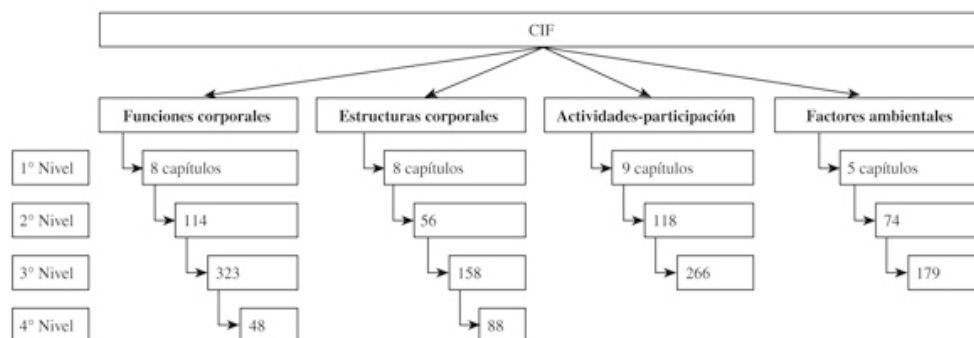 CIF
Funciones corporales
Estructuras corporales
Actividades-participación
Factores ambientales
1° Nivel
8 capítulos
8 capítulos
9 capítulos
5 capítulos
2° Nivel
114
56
118
74
3° Nivel
323
158
266
179
4° Nivel
48
88